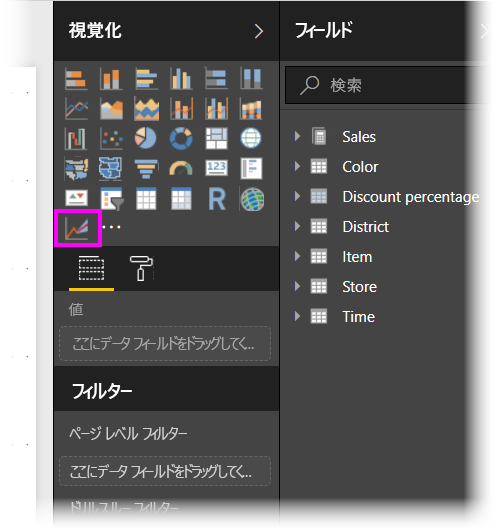 視覚化
フィールド
検索
Sales
Color
Discount percentage
District
Item
Store
Time
123
R
値
ここにデータ フィールドをドラッグしてく...
フィルター
ページ レベル フィルター
ここにデータ フィールドをドラッグしてく...
ドリルスルー フィルター